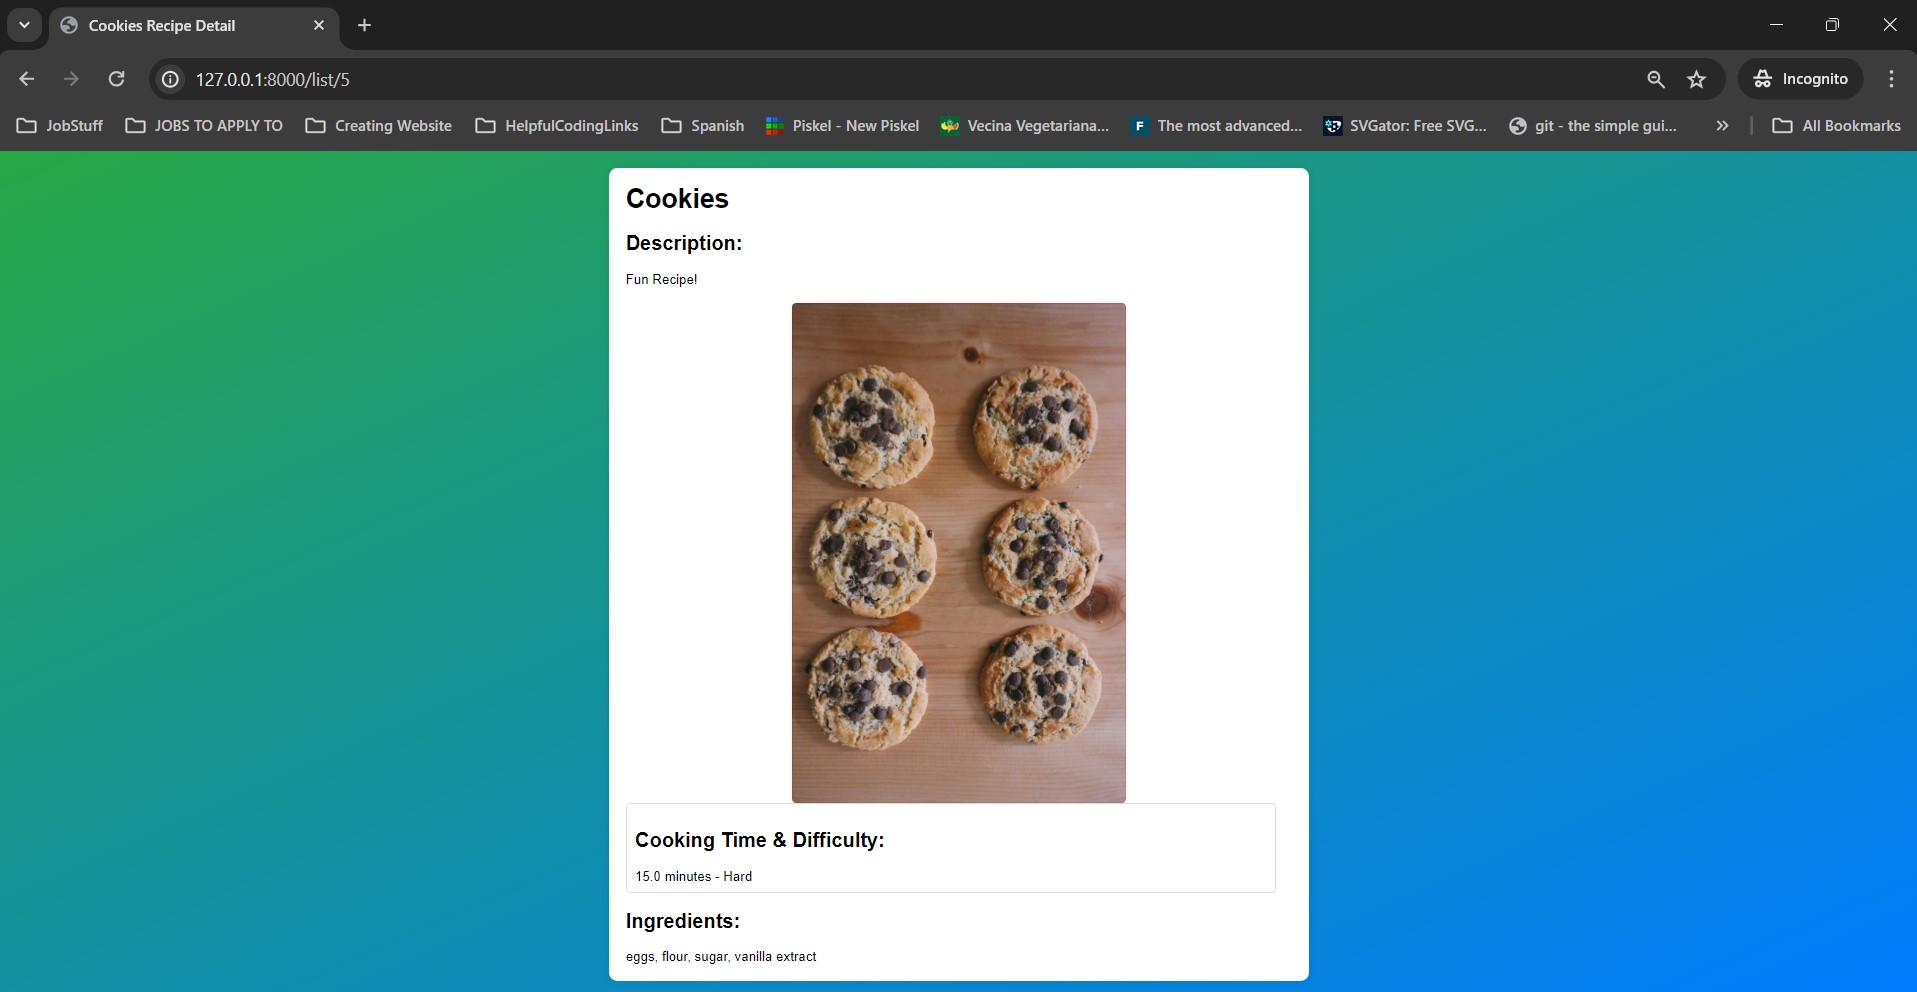 Cookies Recipe Detail
127.0.0.1:8000/list/5
Incognito
JobStuff
JOBS TO APPLY TO
Creating Website
HelpfulCodingLinks
Spanish
Piskel - New Piskel
Vecina Vegetariana...
F
The most advanced...
SVGator: Free SVG...
git - the simple gui...
All Bookmarks
Cookies
Description:
Fun Recipe!
Cooking Time & Difficulty:
15.0 minutes - Hard
Ingredients:
eggs, flour, sugar, vanilla extract